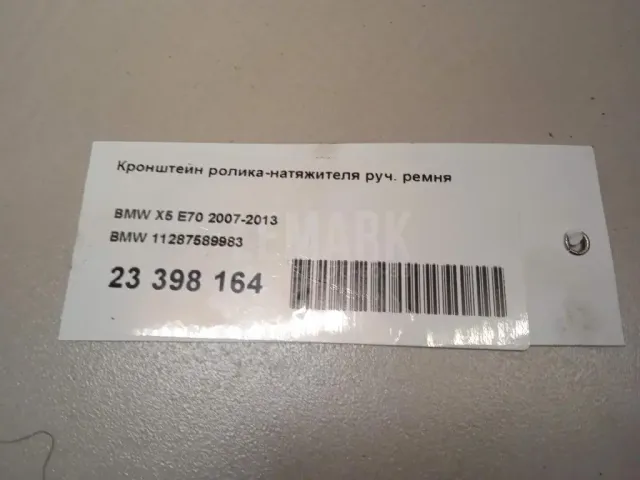 Кронштейн ролика-натяжителя руч. ремня
BMW X5 E70 2007-2013
BMW 11287589983
23 398 164